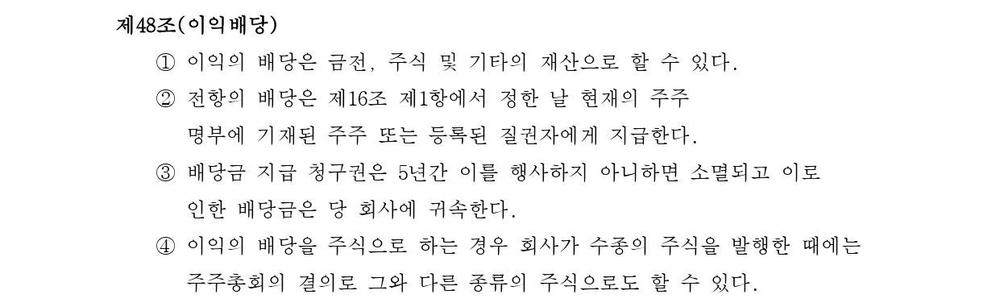 제48조(이익배당)
① 이익의 배당은 금전, 주식 및 기타의 재산으로 할 수 있다.
② 전항의 배당은 제16조 제1항에서 정한 날 현재의 주주
명부에 기재된 주주 또는 등록된 질권자에게 지급한다.
③ 배당금 지급 청구권은 5년간 이를 행사하지 아니하면 소멸되고 이로
인한 배당금은 당 회사에 귀속한다.
④ 이익의 배당을 주식으로 하는 경우 회사가 수종의 주식을 발행한 때에는
주주총회의 결의로 그와 다른 종류의 주식으로도 할 수 있다.